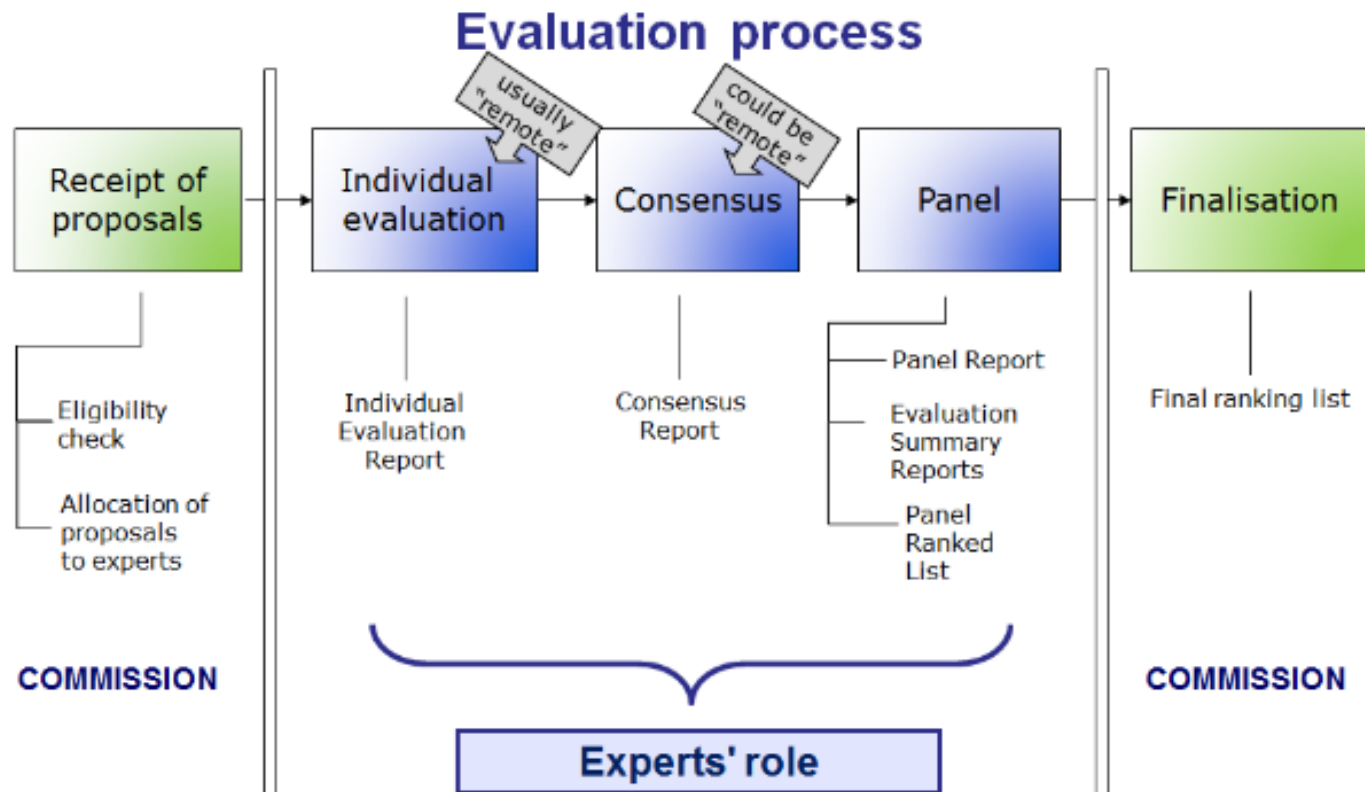 Evaluation process
usually
"remote"
could be
"remote"
Receipt of
proposals
Individual
evaluation
Consensus
Panel
Finalisation
Eligibility
check
Allocation of
proposals
to experts
Individual
Evaluation
Report
Consensus
Report
Panel Report
Evaluation
Summary
Reports
Panel
Ranked
List
Final ranking list
COMMISSION
COMMISSION
Experts' role